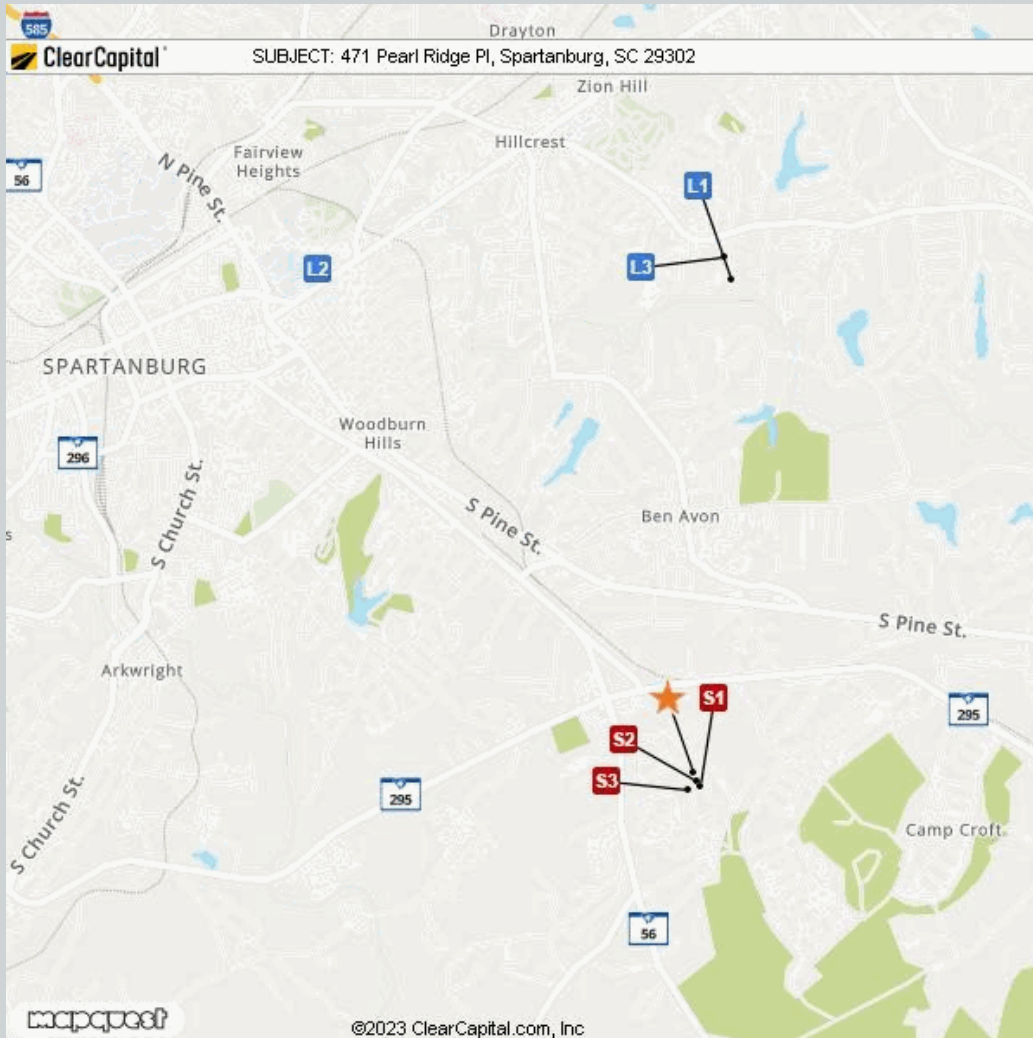 585
Drayton
ClearCapital
SUBJECT: 471 Pearl Ridge Pl, Spartanburg, SC 29302
Zion Hill
Hillcrest
Fairview
Heights
56
N Pine St.
L1
L2
L3
SPARTANBURG
Woodburn
Hills
296
S Church St.
S Pine St.
Ben Avon
s
S Pine St.
Arkwright
S1
295
S2
S3
295
S Church St.
Camp Croft
56
mapquest
©2023 ClearCapital.com, Inc